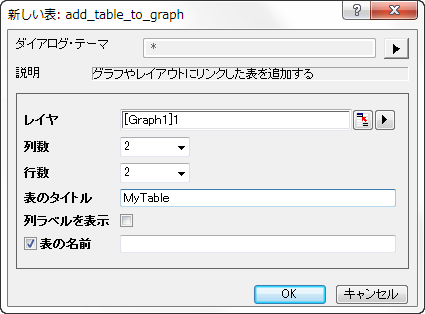 新しい表: add_table_to_graph
ダイアログ・テーマ *
説明 グラフやレイアウトにリンクした表を追加する
レイヤ [Graph1]1
列数 2
行数 2
表のタイトル MyTable
列ラベルを表示
表の名前
OK キャンセル